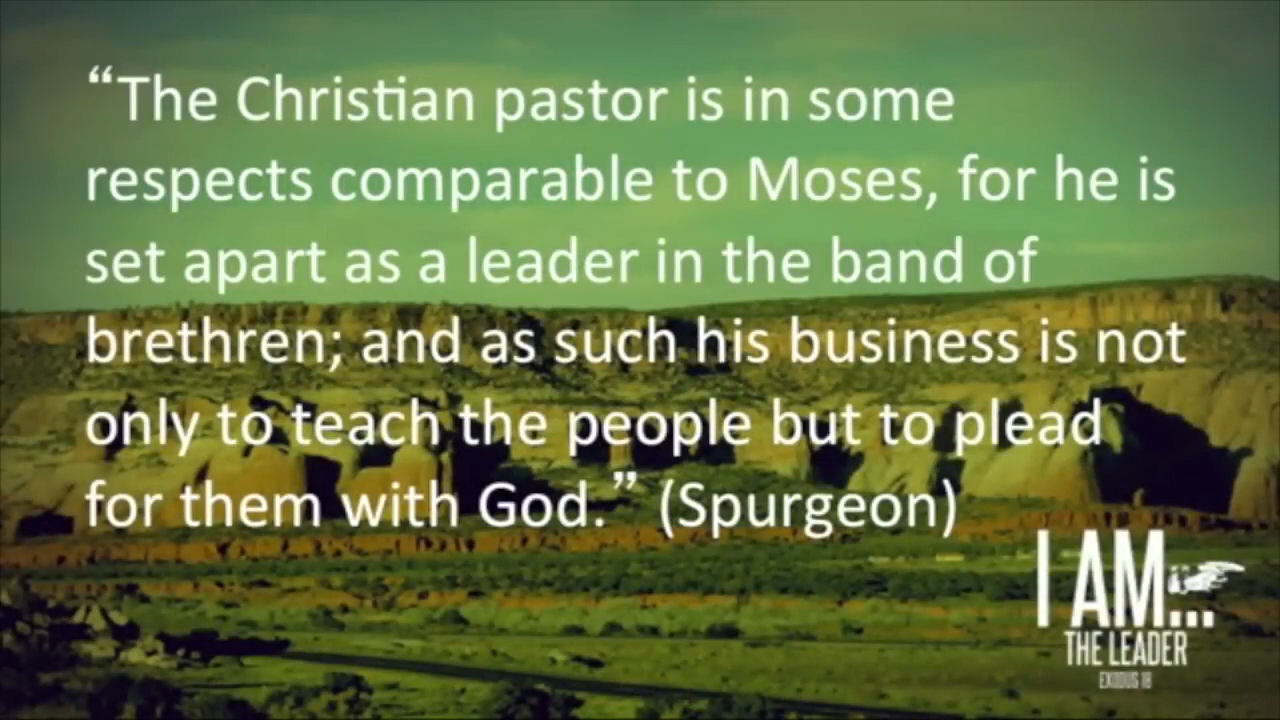 “The Christian pastor is in some
respects comparable to Moses, for he is
set apart as a leader in the band of
brethren; and as such his business is not
only to teach the people but to plead
for them with God.” (Spurgeon)
I AM...
THE LEADER
EXODUS 18